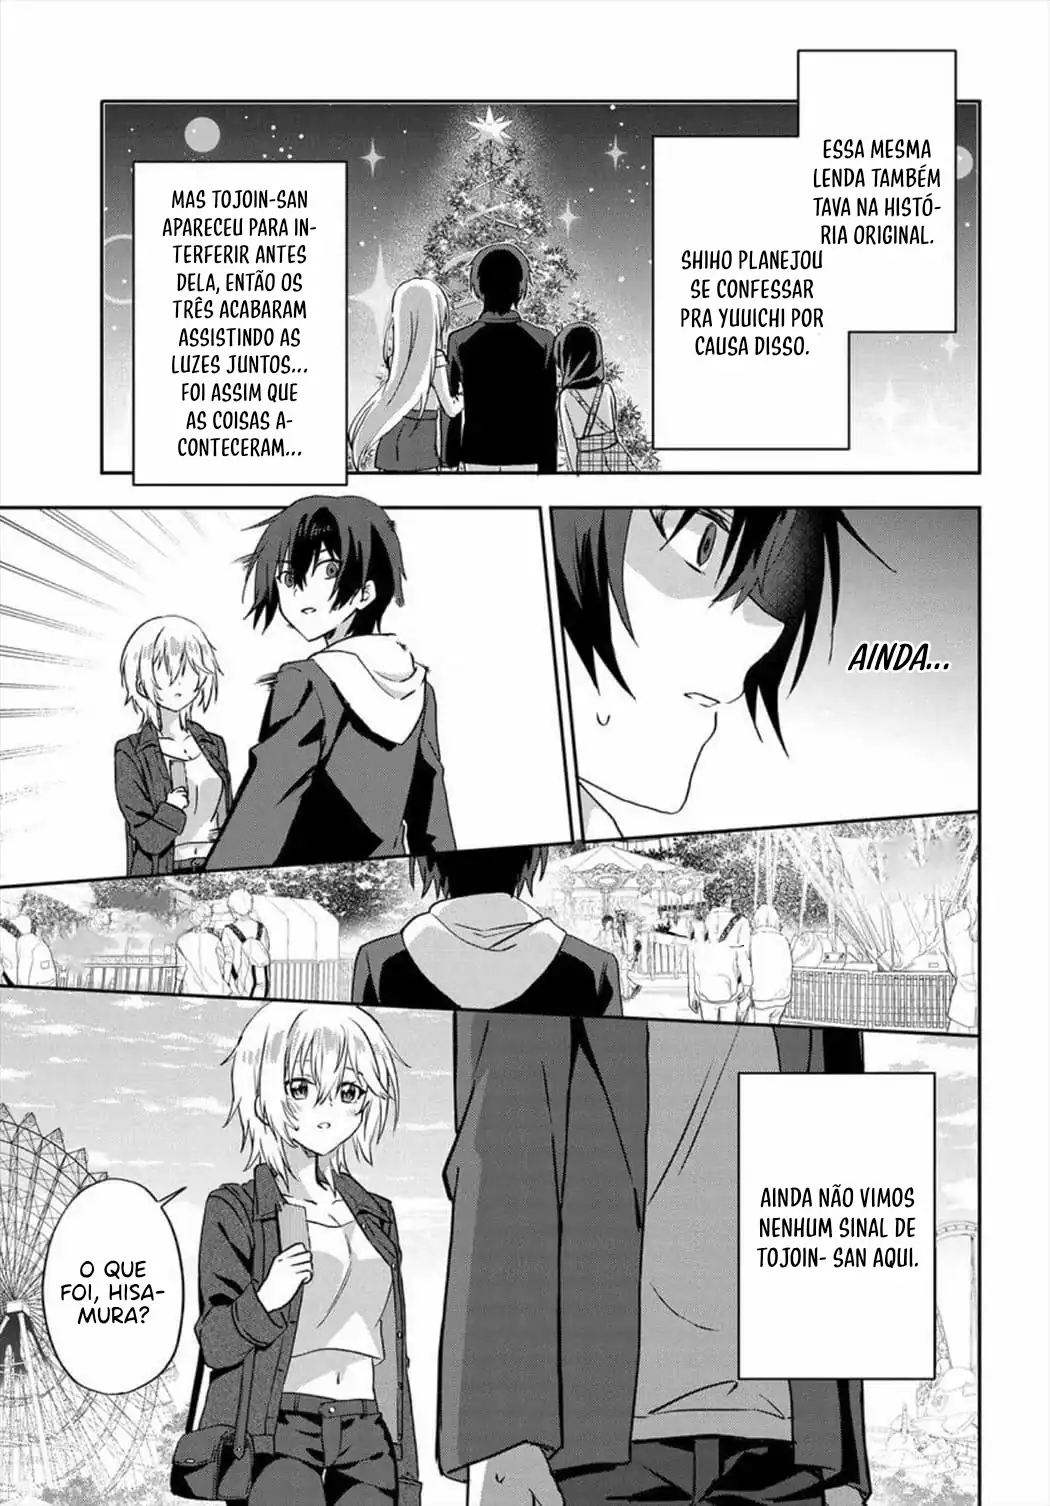 ESSA MESMA
LENDA TAMBÉM
TAVA NA HISTÓ-
RIA ORIGINAL.
SHIHO PLANEJOU
SE CONFESSAR
PRA YUUICHI POR
CAUSA DISSO.
MAS TOJOIN-SAN
APARECEU PARA IN-
TERFERIR ANTES
DELA, ENTÃO OS
TRÊS ACABARAM
ASSISTINDO AS
LUZES JUNTOS...
FOI ASSIM QUE
AS COISAS A-
CONTECERAM...
AINDA...
AINDA NÃO VIMOS
NENHUM SINAL DE
TOJOIN- SAN AQUI.
O QUE
FOI, HISA-
MURA?